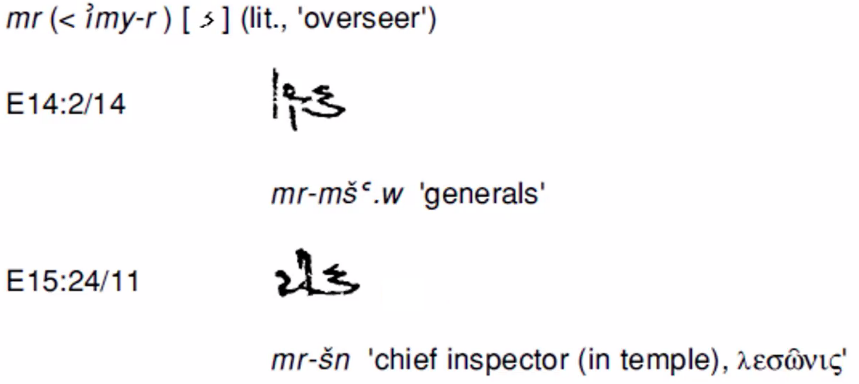 mr (< ỉmy-r ) [ ] (lit., 'overseer')
E14:2/14
mr-mšꜥ.w 'generals'
E15:24/11
mr-šn 'chief inspector (in temple), λεσῶνις'